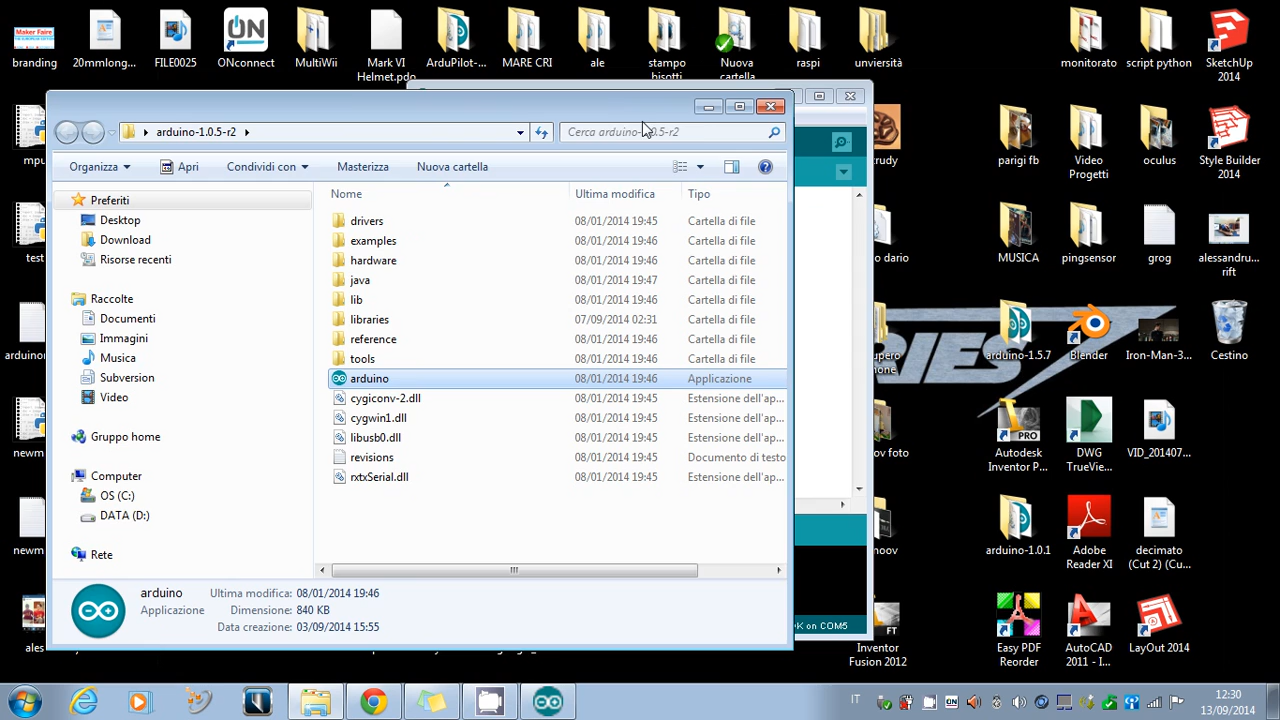 Maker Faire
branding
20mmlong...
FILE0025
ON
ONconnect
MultiWii
Mark VI
Helmet.pdo
ArduPilot-...
MARE CRI
ale
stampo
bisotti
Nuova
cartella
raspi
unviersità
monitorato
script python
SketchUp
2014
arduino-1.0.5-r2
Cerca arduino-1.0.5-r2
mpu
Organizza
Apri
Condividi con
Masterizza
Nuova cartella
rudy
parigi fb
Video
Progetti
oculus
Style Builder
2014
Preferiti
Desktop
Download
Risorse recenti
Raccolte
Documenti
Immagini
Musica
Subversion
Video
Gruppo home
Computer
OS (C:)
DATA (D:)
Rete
Nome
Ultima modifica
Tipo
drivers
08/01/2014 19:45
Cartella di file
examples
08/01/2014 19:46
Cartella di file
hardware
08/01/2014 19:46
Cartella di file
java
08/01/2014 19:47
Cartella di file
lib
08/01/2014 19:46
Cartella di file
libraries
07/09/2014 02:31
Cartella di file
reference
08/01/2014 19:46
Cartella di file
tools
08/01/2014 19:46
Cartella di file
arduino
08/01/2014 19:46
Applicazione
cygiconv-2.dll
08/01/2014 19:45
Estensione dell'ap...
cygwin1.dll
08/01/2014 19:45
Estensione dell'ap...
libusb0.dll
08/01/2014 19:45
Estensione dell'ap...
revisions
08/01/2014 19:45
Documento di testo
rxtxSerial.dll
08/01/2014 19:45
Estensione dell'ap...
test
o dario
MUSICA
pingsensor
grog
alessandru...
rift
arduino
upero
ione
arduino-1.5.7
Blender
Iron-Man-3...
Cestino
RIES
newm
ov foto
Autodesk
Inventor P...
PRO
DWG
TrueVie...
VID_201407...
newm
oov
arduino-1.0.1
Adobe
Reader XI
decimato
(Cut 2) (Cu...
arduino
Ultima modifica: 08/01/2014 19:46
Applicazione
Dimensione: 840 KB
Data creazione: 03/09/2014 15:55
K on COM5
ales
FT
Inventor
Fusion 2012
Easy PDF
Reorder
AutoCAD
2011 - I...
LayOut 2014
IT
ON
12:30
13/09/2014